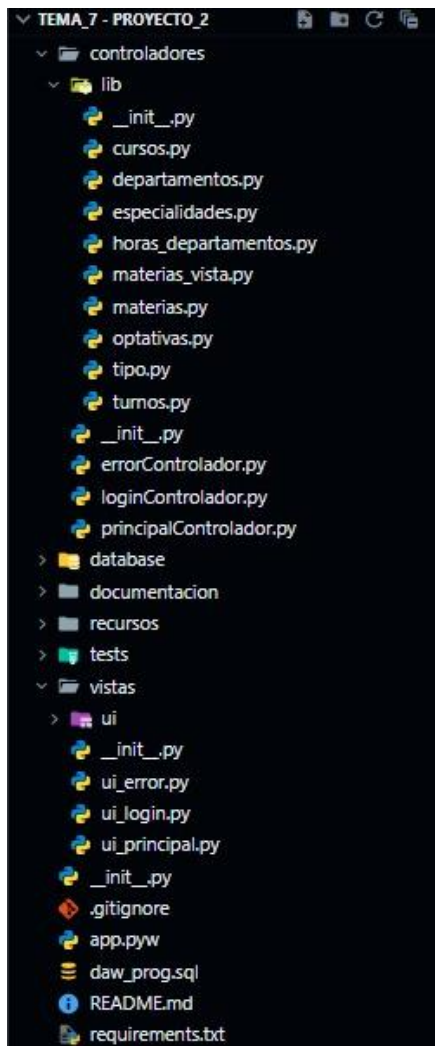 TEMA_7 - PROYECTO_2
controladores
lib
__init__.py
cursos.py
departamentos.py
especialidades.py
horas_departamentos.py
materias_vista.py
materias.py
optativas.py
tipo.py
turnos.py
__init__.py
errorControlador.py
loginControlador.py
principalControlador.py
database
documentacion
recursos
tests
vistas
ui
__init__.py
ui_error.py
ui_login.py
ui_principal.py
__init__.py
.gitignore
app.pyw
daw_prog.sql
README.md
requirements.txt